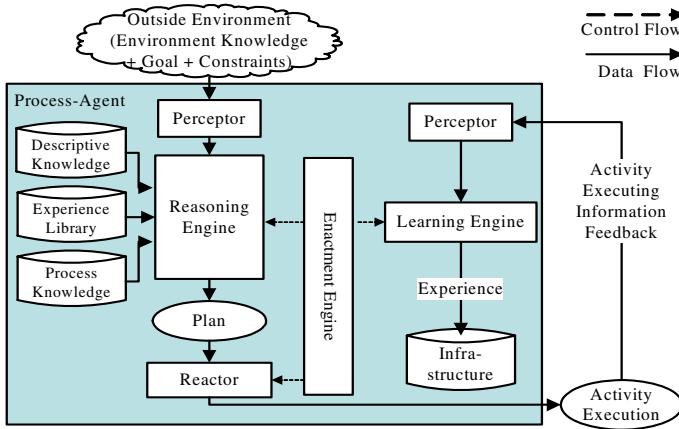 Outside Environment
(Environment Knowledge
+ Goal + Constraints)
Control Flow
Data Flow
Process-Agent
Perceptor
Perceptor
Descriptive
Knowledge
Experience
Library
Process
Knowledge
Reasoning
Engine
Enactment Engine
Learning Engine
Activity
Executing
Information
Feedback
Experience
Plan
Infra-
structure
Reactor
Activity
Execution